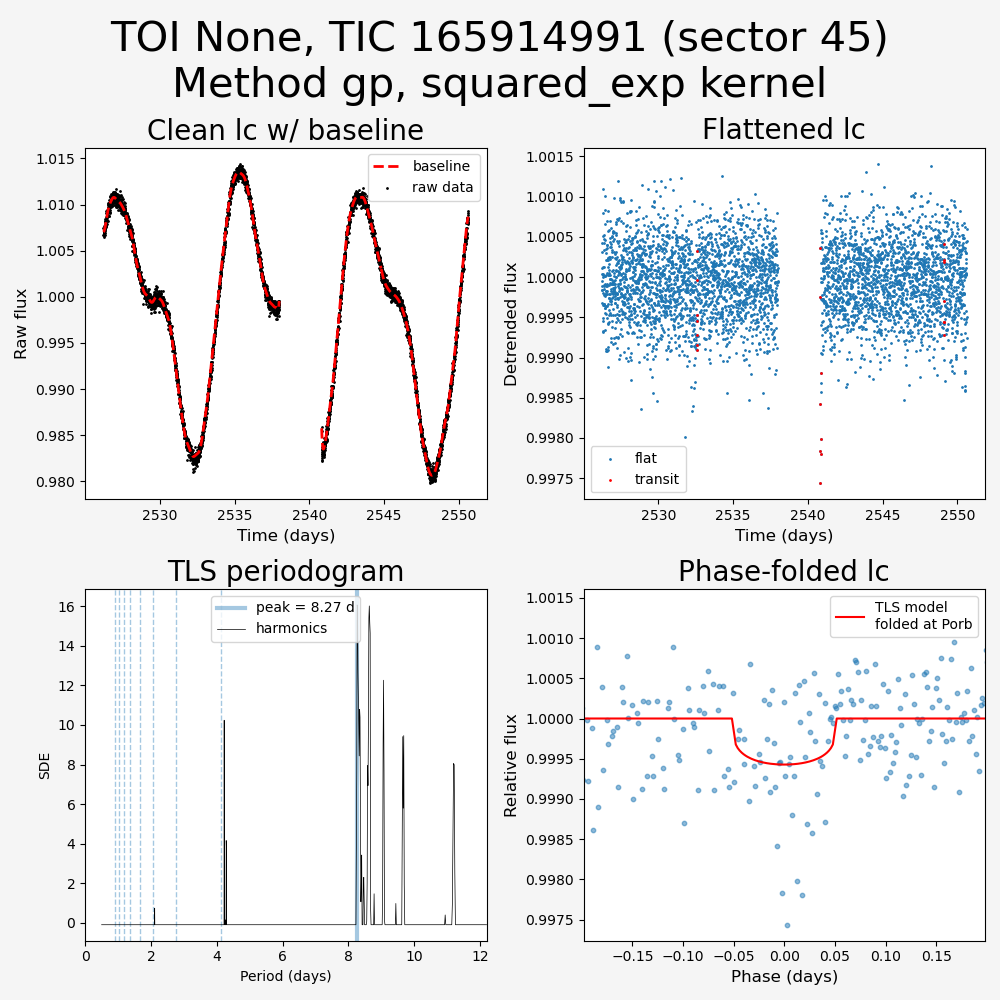 TOI None, TIC 165914991 (sector 45)
Method gp, squared_exp kernel
Clean lc w/ baseline
Raw flux
1.015
1.010
1.005
1.000
0.995
0.990
0.985
0.980
baseline
raw data
2530
2535
2540
2545
2550
Time (days)
Flattened lc
Detrended flux
1.0015
1.0010
1.0005
1.0000
0.9995
0.9990
0.9985
0.9980
0.9975
flat
transit
2530
2535
2540
2545
2550
Time (days)
TLS periodogram
SDE
16
14
12
10
8
6
4
2
0
peak = 8.27 d
harmonics
0
2
4
6
8
10
12
Period (days)
Phase-folded lc
Relative flux
1.0015
1.0010
1.0005
1.0000
0.9995
0.9990
0.9985
0.9980
0.9975
TLS model
folded at Porb
−0.15
−0.10
−0.05
0.00
0.05
0.10
0.15
Phase (days)